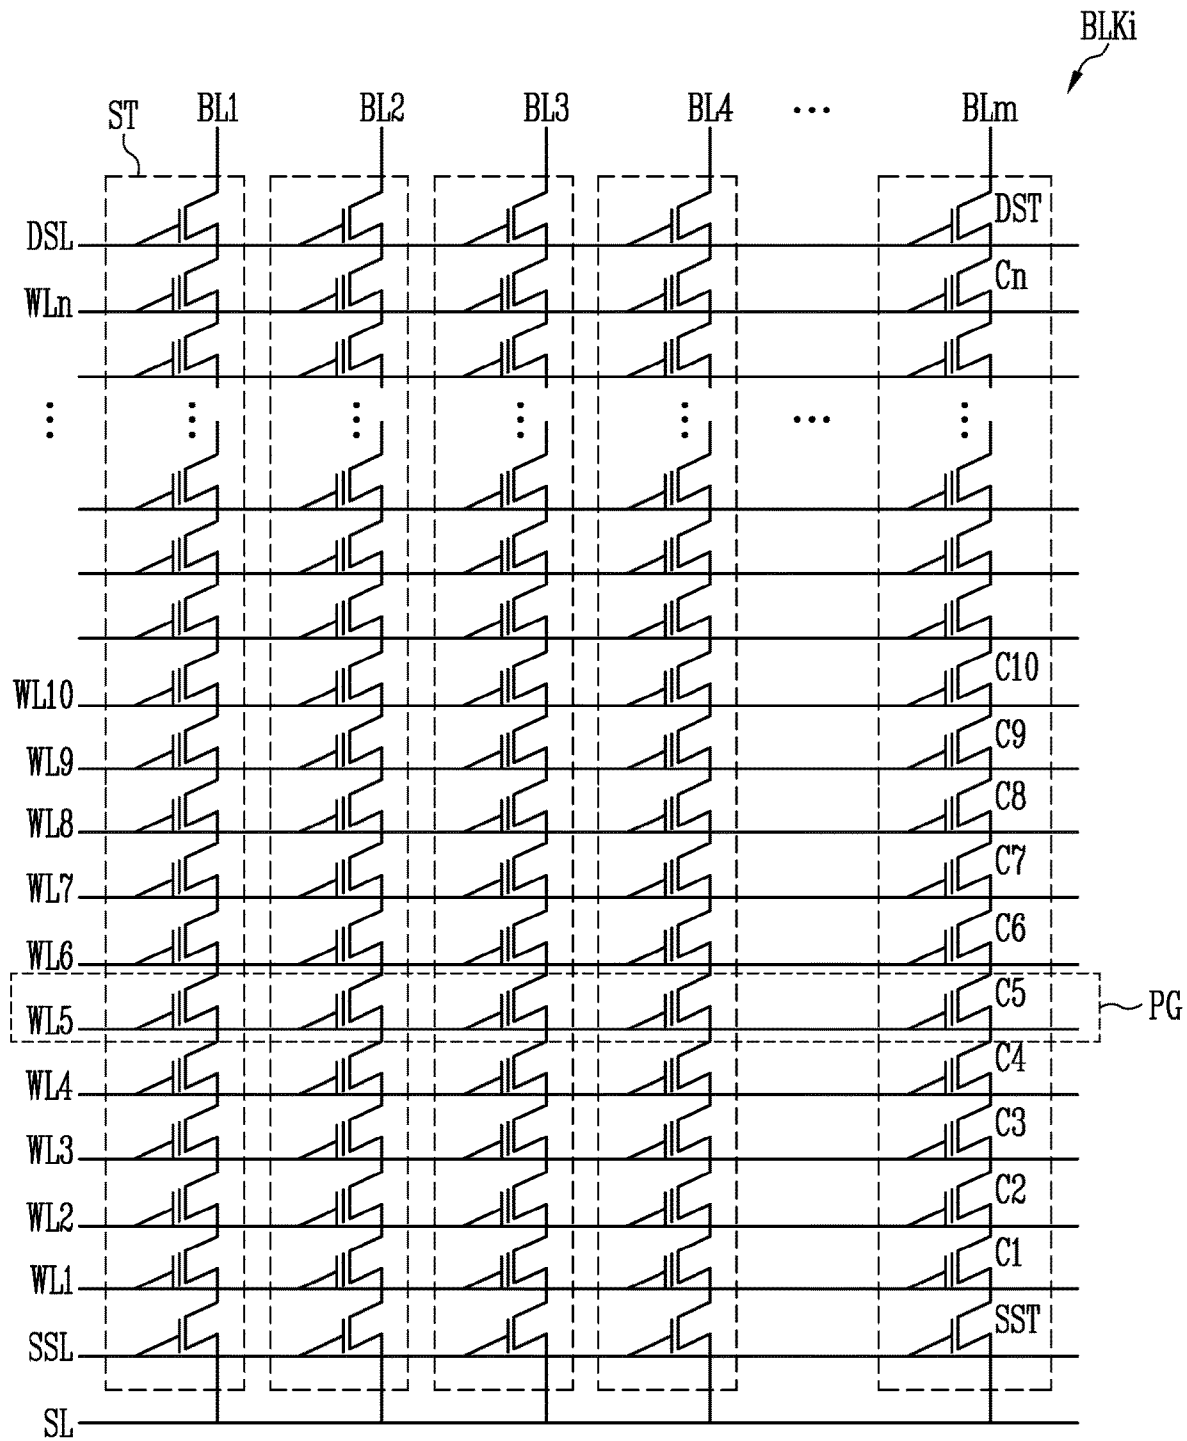 BLKi
ST BL1 BL2 BL3 BL4 ... BLm
DSL DST
WLn Cn
WL10 C10
WL9 C9
WL8 C8
WL7 C7
WL6 C6
WL5 C5 PG
WL4 C4
WL3 C3
WL2 C2
WL1 C1
SSL SST
SL